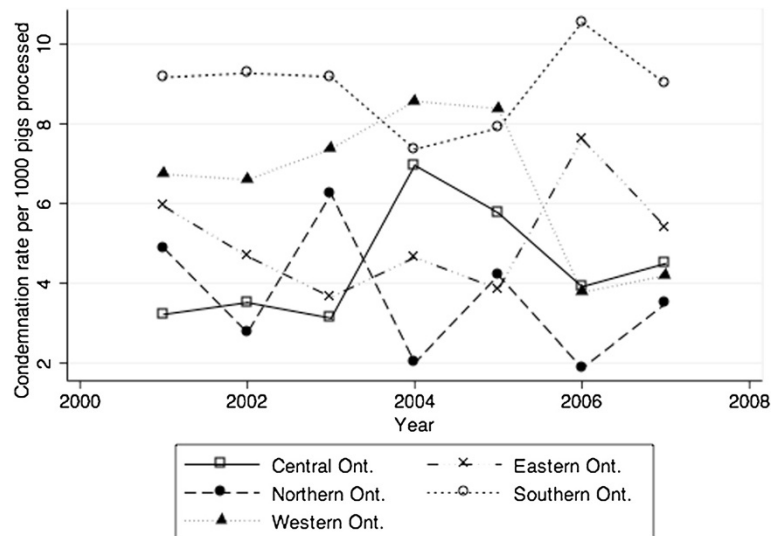 Condemnation rate per 1000 pigs processed
10
8
6
4
2
2000 2002 2004 2006 2008
Year
Central Ont. Eastern Ont.
Northern Ont. Southern Ont.
Western Ont.